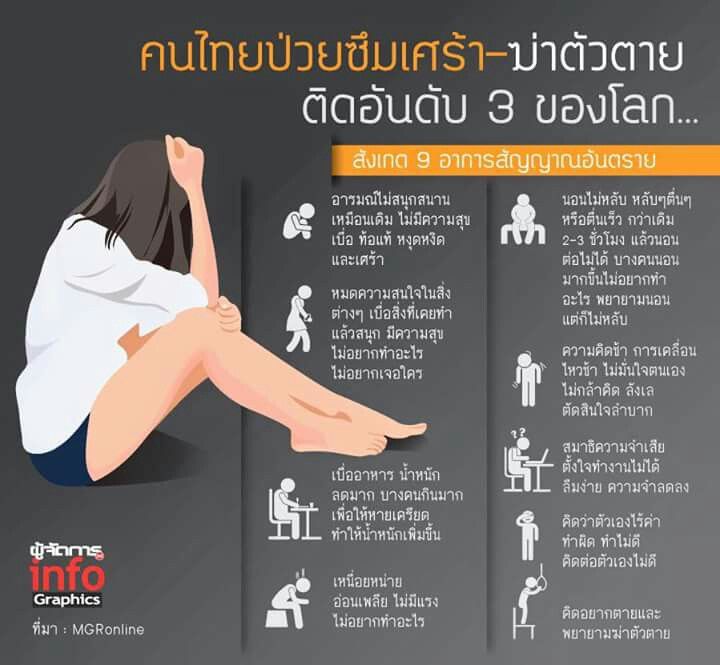 คนไทยป่วยซึมเศร้า-ฆ่าตัวตาย
ติดอันดับ 3 ของโลก...
สังเกต 9 อาการสัญญาณอันตราย
อารมณ์ไม่สนุกสนาน
เหมือนเดิม ไม่มีความสุข
เบื่อ ท้อแท้ หงุดหงิด
และเศร้า
หมดความสนใจในสิ่ง
ต่างๆ เบื่อสิ่งที่เคยทำ
แล้วสนุก มีความสุข
ไม่อยากทำอะไร
ไม่อยากเจอใคร
เบื่ออาหาร น้ำหนัก
ลดมาก บางคนกินมาก
เพื่อให้หายเครียด
ทำให้น้ำหนักเพิ่มขึ้น
เหนื่อยหน่าย
อ่อนเพลีย ไม่มีแรง
ไม่อยากทำอะไร
นอนไม่หลับ หลับๆตื่นๆ
หรือตื่นเร็ว กว่าเดิม
2-3 ชั่วโมง แล้วนอน
ต่อไม่ได้ บางคนนอน
มากขึ้นไม่อยากทำ
อะไร พยายามนอน
แต่ก็ไม่หลับ
ความคิดช้า การเคลื่อน
ไหวช้า ไม่มั่นใจตนเอง
ไม่กล้าคิด ลังเล
ตัดสินใจลำบาก
??
สมาธิความจำเสีย
ตั้งใจทำงานไม่ได้
ลืมง่าย ความจำลดลง
คิดว่าตัวเองไร้ค่า
ทำผิด ทำไม่ดี
คิดต่อตัวเองไม่ดี
คิดอยากตายและ
พยายามฆ่าตัวตาย
ผู้จัดการ
info
Graphics
ที่มา : MGRonline